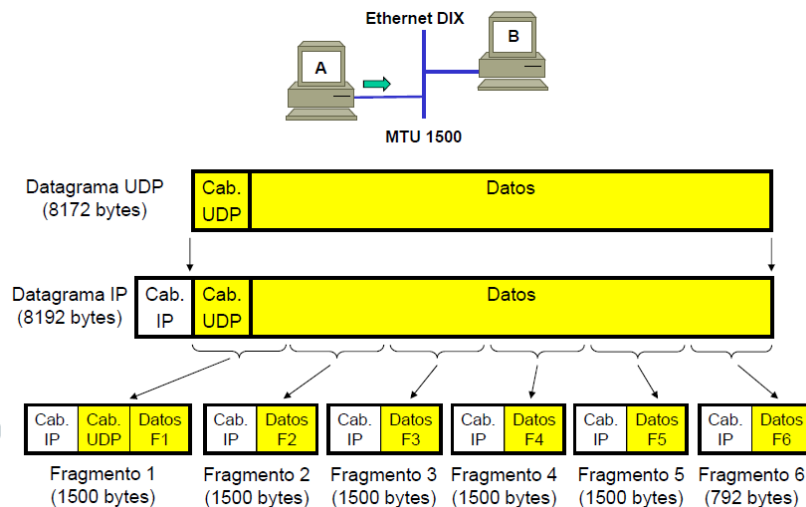 Ethernet DIX
A
B
MTU 1500
Datagrama UDP
(8172 bytes)
Cab.
UDP
Datos
Datagrama IP
(8192 bytes)
Cab.
IP
Cab.
UDP
Datos
Cab.
IP
Cab.
UDP
Datos
F1
Cab.
IP
Datos
F2
Cab.
IP
Datos
F3
Cab.
IP
Datos
F4
Cab.
IP
Datos
F5
Cab.
IP
Datos
F6
Fragmento 1
(1500 bytes)
Fragmento 2
(1500 bytes)
Fragmento 3
(1500 bytes)
Fragmento 4
(1500 bytes)
Fragmento 5
(1500 bytes)
Fragmento 6
(792 bytes)